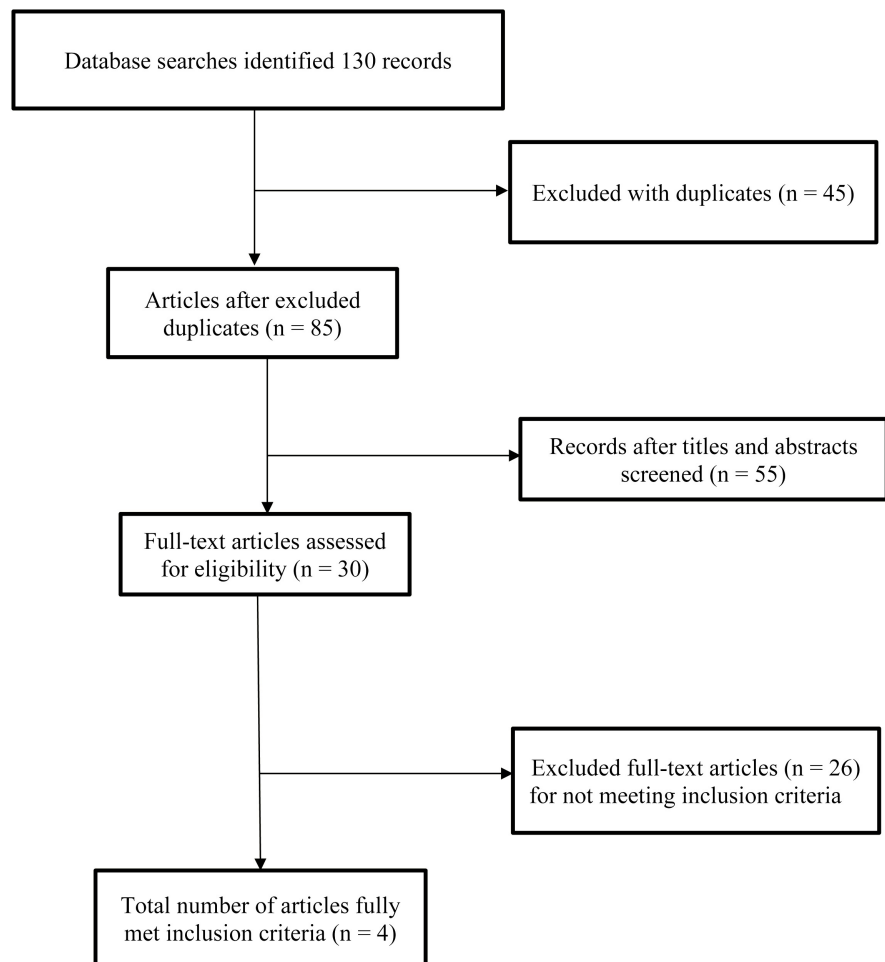 Database searches identified 130 records
Excluded with duplicates (n = 45)
Articles after excluded
duplicates (n = 85)
Records after titles and abstracts
screened (n = 55)
Full-text articles assessed
for eligibility (n = 30)
Excluded full-text articles (n = 26)
for not meeting inclusion criteria
Total number of articles fully
met inclusion criteria (n = 4)